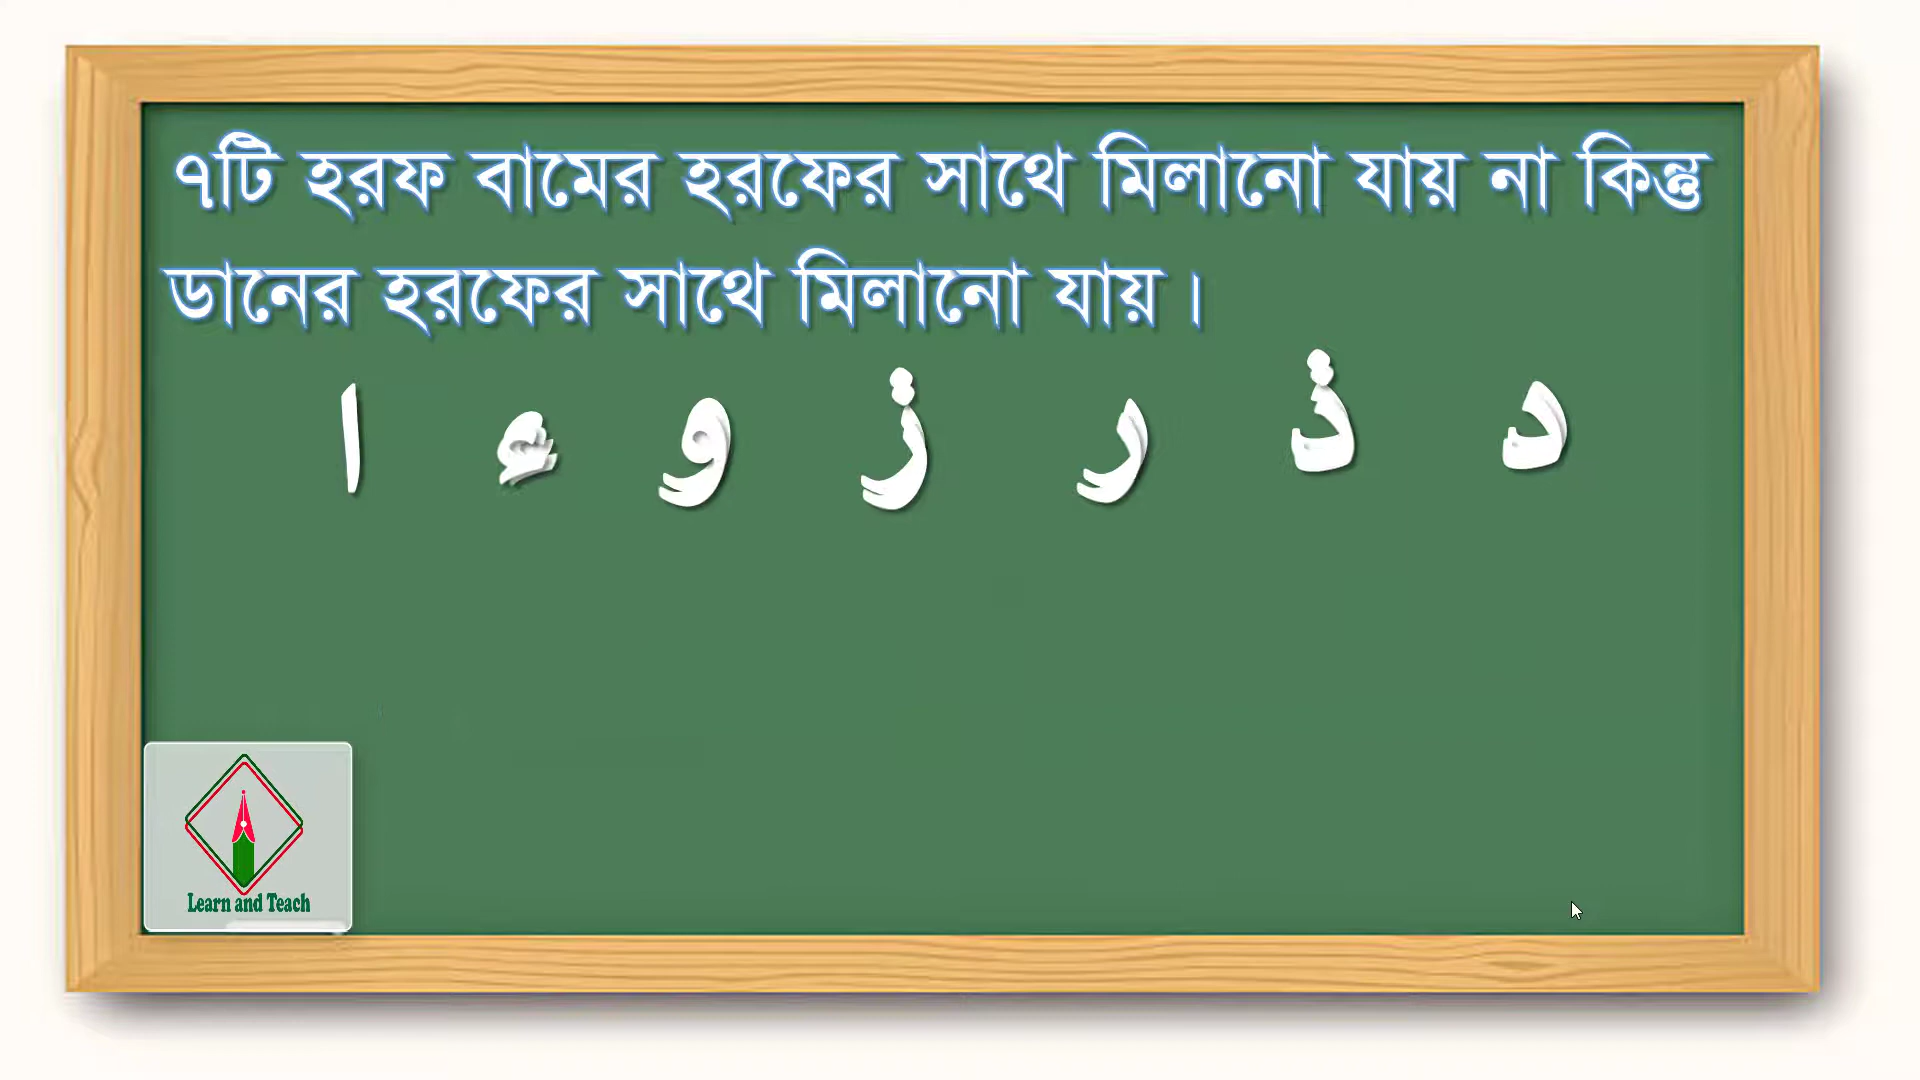 ৭টি হরফ বামের হরফের সাথে মিলানো যায় না কিন্তু
ডানের হরফের সাথে মিলানো যায়।
د ذ ر ز و ء ا
Learn and Teach